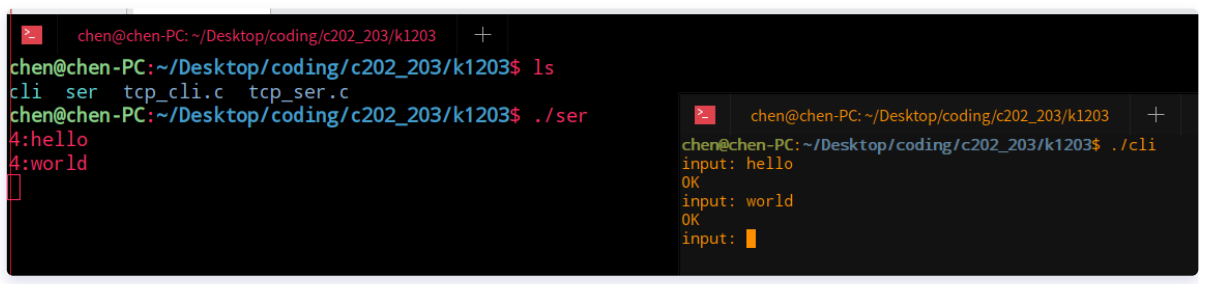 chen@chen-PC: ~/Desktop/coding/c202_203/k1203
chen@chen-PC:~/Desktop/coding/c202_203/k1203$ ls
cli ser tcp_cli.c tcp_ser.c
chen@chen-PC:~/Desktop/coding/c202_203/k1203$ ./ser
4:hello
4:world
chen@chen-PC: ~/Desktop/coding/c202_203/k1203
chen@chen-PC:~/Desktop/coding/c202_203/k1203$ ./cli
input: hello
OK
input: world
OK
input: